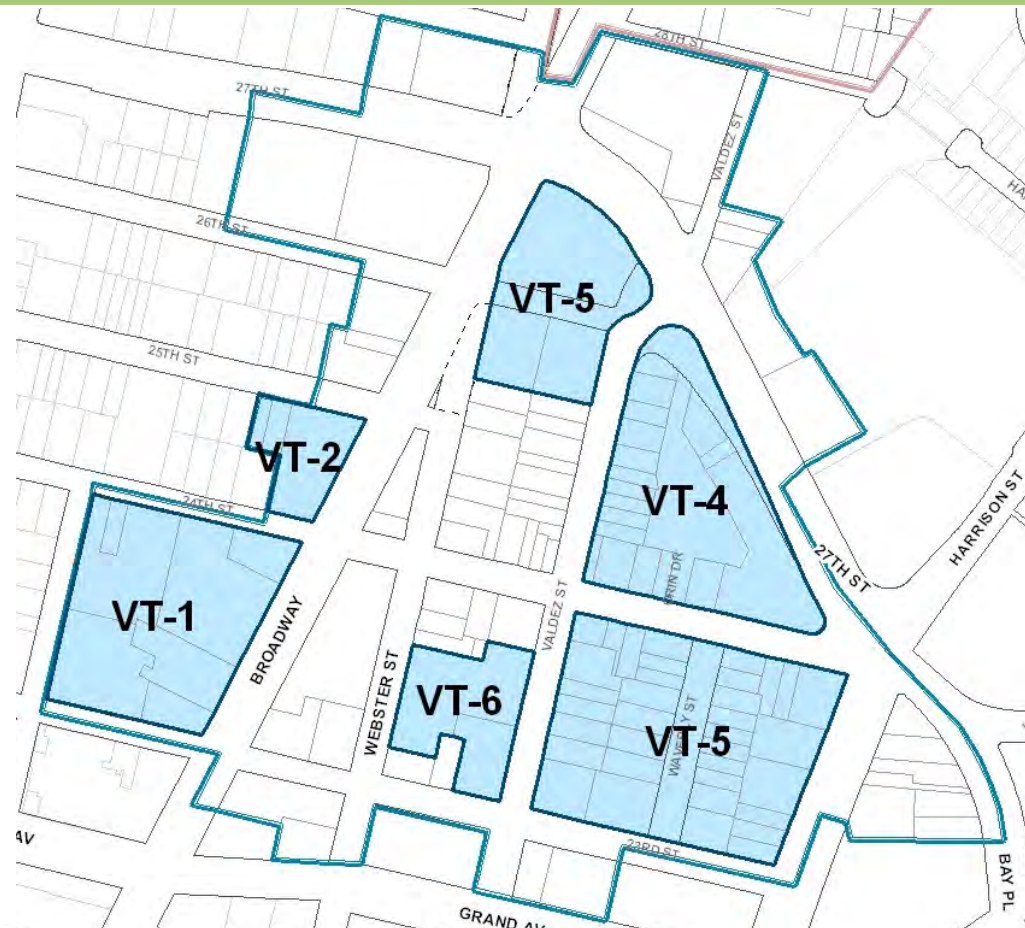 28TH ST
27TH ST
VALDEZ ST
26TH ST
VT-5
25TH ST
VT-2
VT-4
24TH ST
HARRISON ST
27TH ST
VT-1
VALDEZ ST
BROADWAY
WEBSTER ST
VT-6
WAVERLY ST
VT-5
23RD ST
AV
GRAND AV
BAY PL